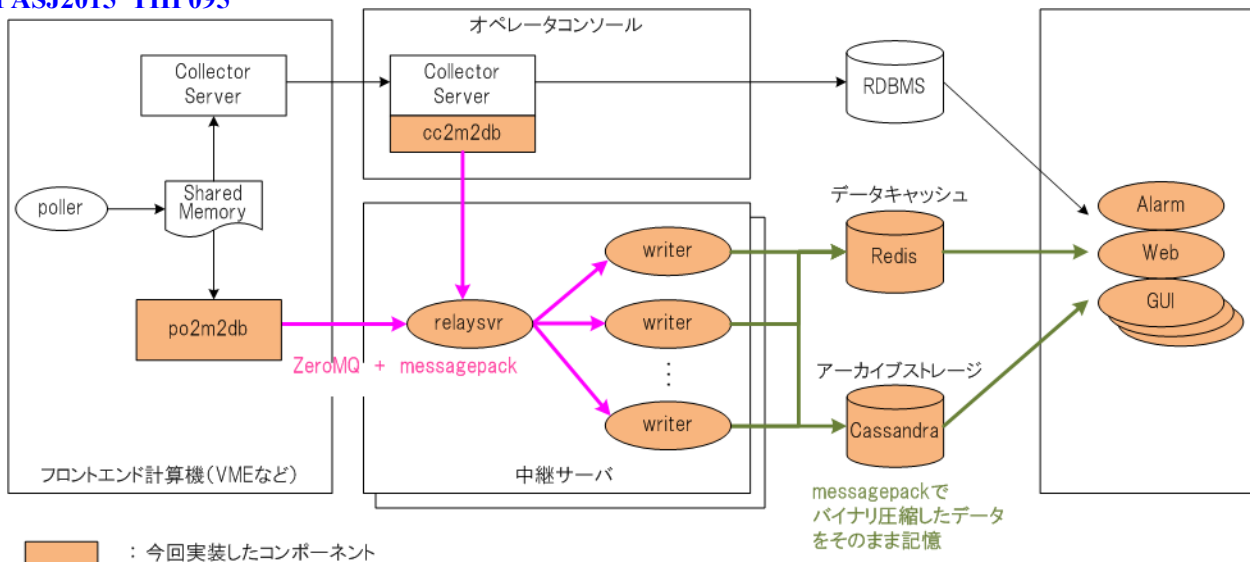 PASJ2015 THP095
オペレータコンソール
Collector
Server
Collector
Server
cc2m2db
RDBMS
poller
Shared
Memory
データキャッシュ
Redis
Alarm
Web
GUI
writer
writer
⋮
writer
relaysvr
po2m2db
ZeroMQ + messagepack
アーカイブストレージ
Cassandra
フロントエンド計算機(VMEなど)
中継サーバ
messagepackで
バイナリ圧縮したデータ
をそのまま記憶
: 今回実装したコンポーネント